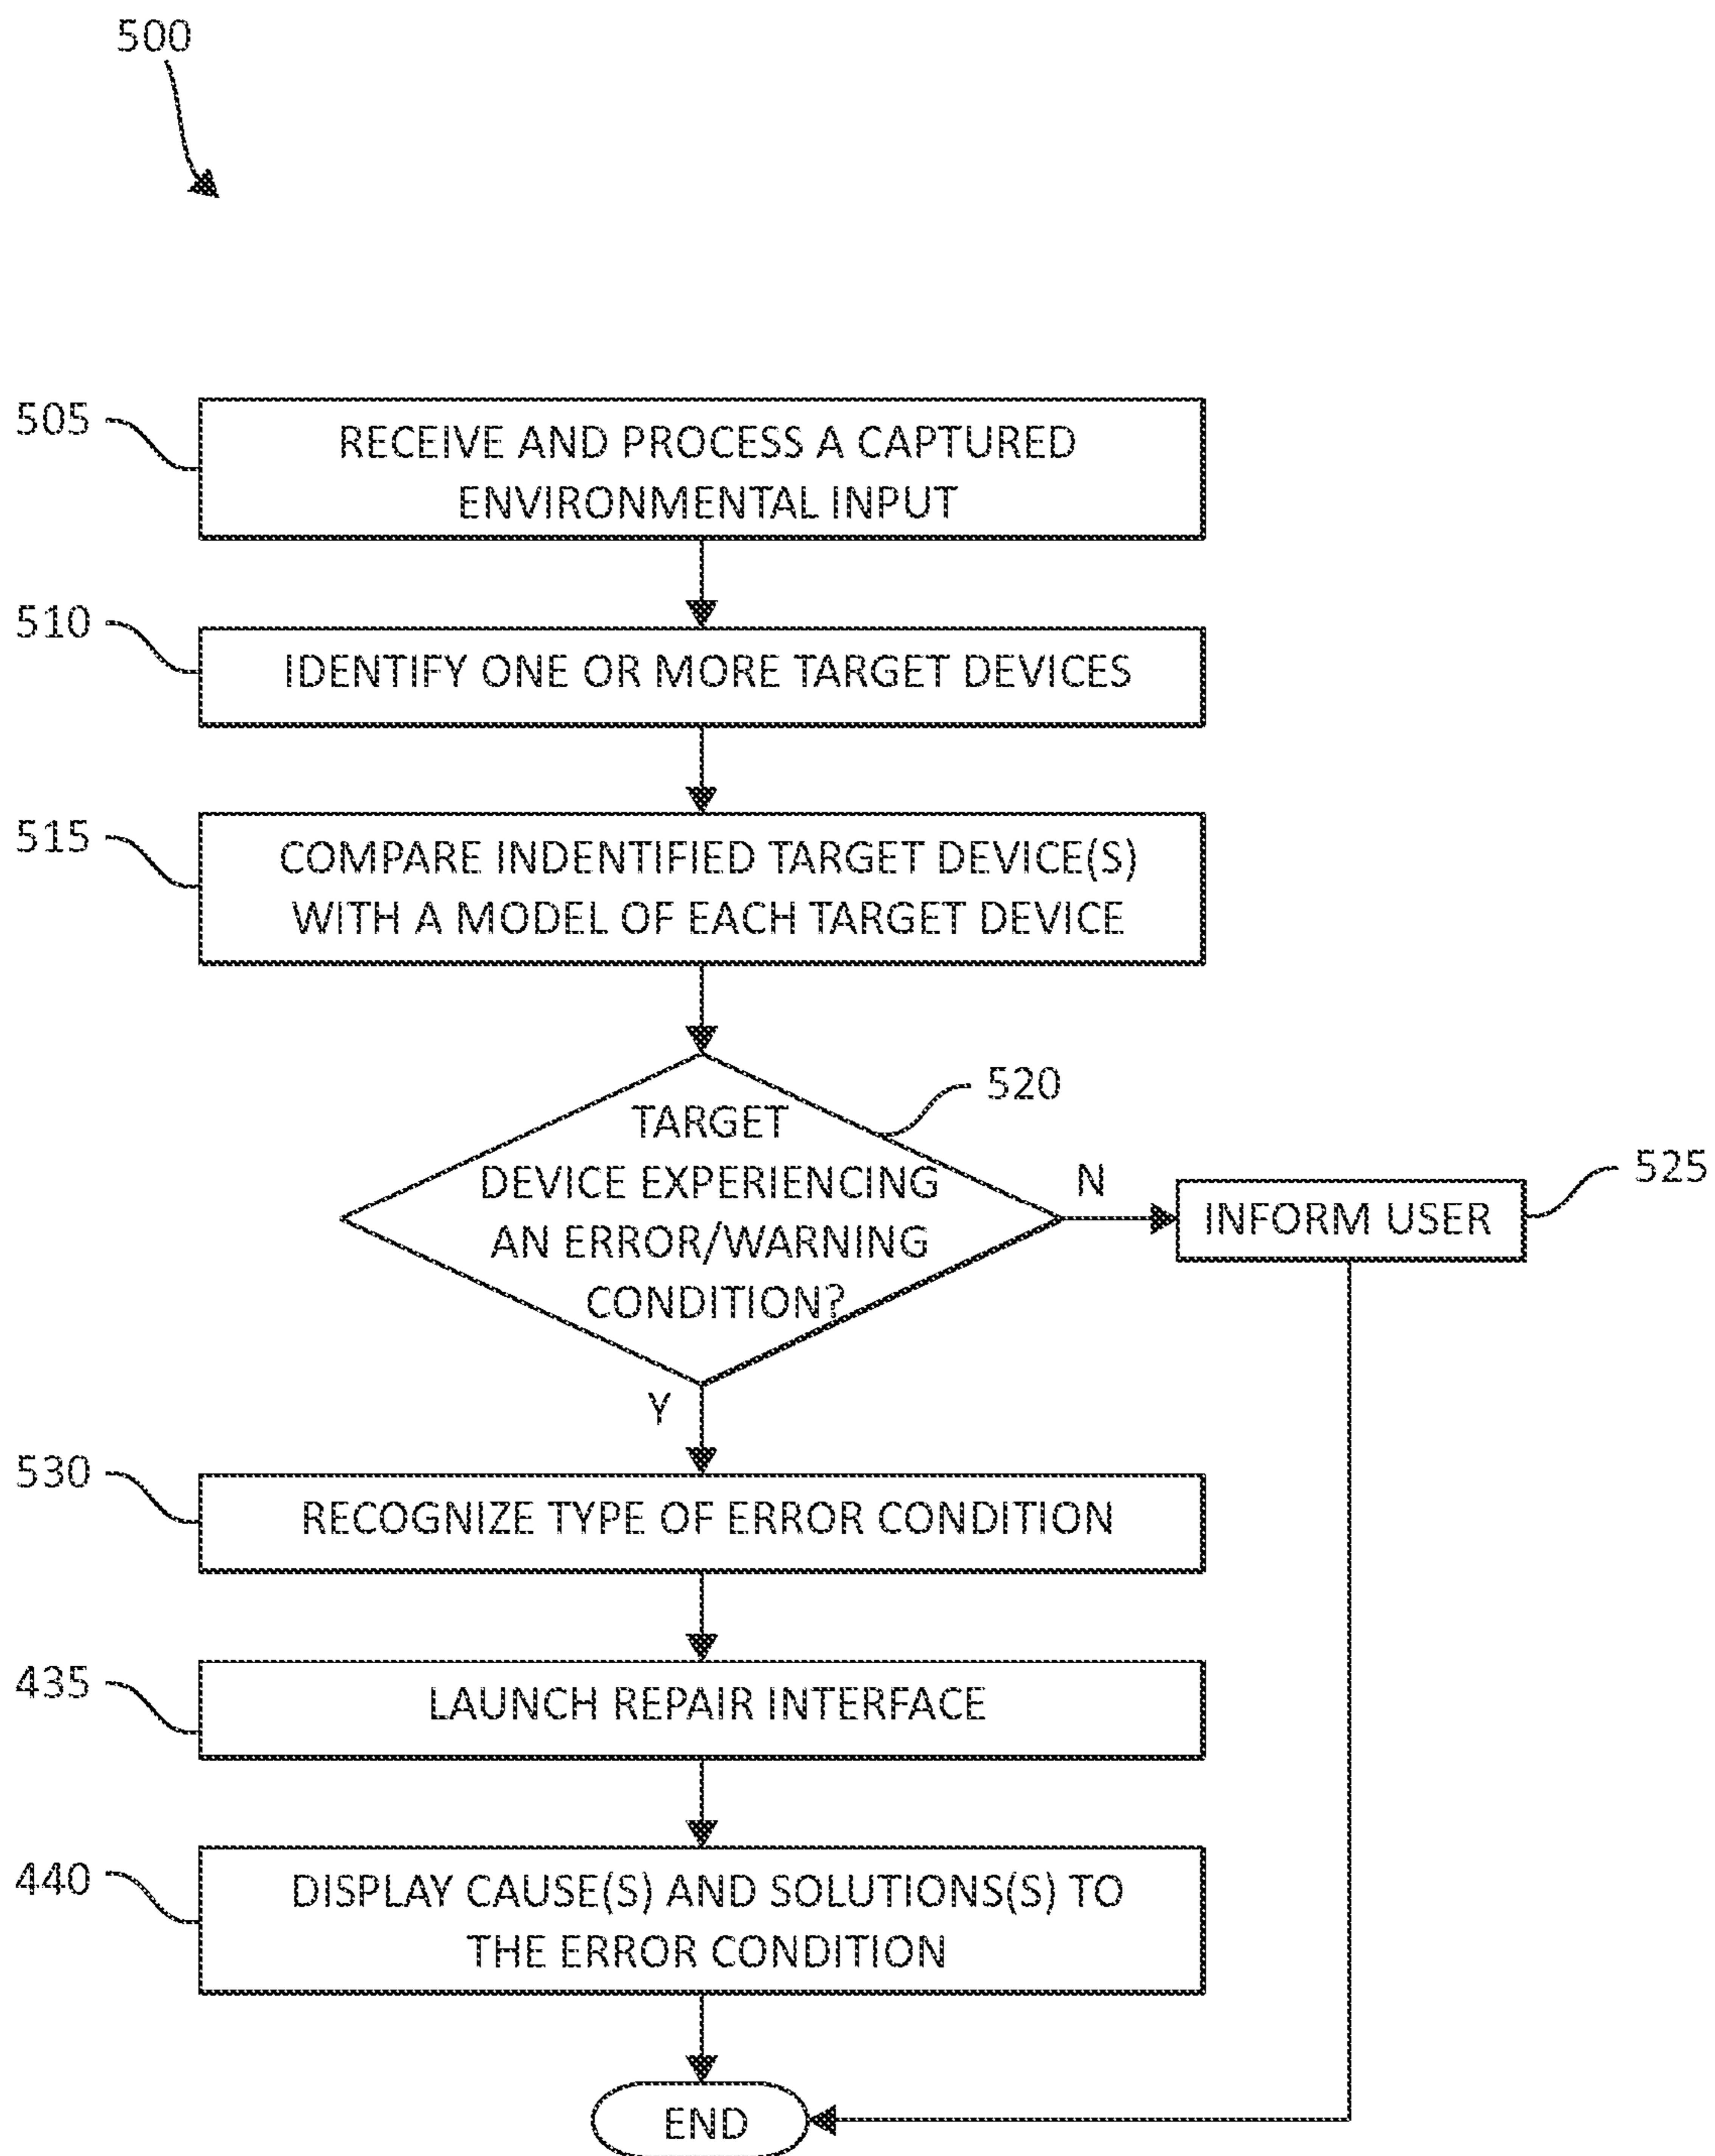 500
505
RECEIVE AND PROCESS A CAPTURED
ENVIRONMENTAL INPUT
510
IDENTIFY ONE OR MORE TARGET DEVICES
515
COMPARE INDENTIFIED TARGET DEVICE(S)
WITH A MODEL OF EACH TARGET DEVICE
520
TARGET
DEVICE EXPERIENCING
AN ERROR/WARNING
CONDITION?
N
525
INFORM USER
Y
530
RECOGNIZE TYPE OF ERROR CONDITION
435
LAUNCH REPAIR INTERFACE
440
DISPLAY CAUSE(S) AND SOLUTIONS(S) TO
THE ERROR CONDITION
END